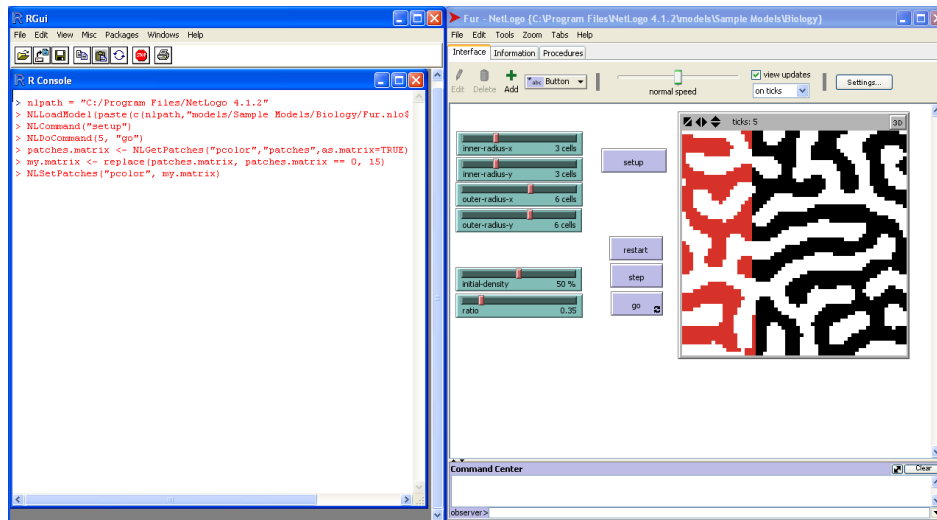 RGui
File Edit View Misc Packages Windows Help
STOP
R Console
> nlpath = "C:/Program Files/NetLogo 4.1.2"
> NLLoadModel(paste(c(nlpath,"models/Sample Models/Biology/Fur.nlo$
> NLCommand("setup")
> NLDoCommand(5, "go")
> patches.matrix <- NLGetPatches("pcolor","patches",as.matrix=TRUE)
> my.matrix <- replace(patches.matrix, patches.matrix == 0, 15)
> NLSetPatches("pcolor", my.matrix)
Fur - NetLogo {C:\Program Files\NetLogo 4.1.2\models\Sample Models\Biology}
File Edit Tools Zoom Tabs Help
Interface Information Procedures
Edit Delete Add
abc Button
normal speed
view updates
on ticks
Settings...
inner-radius-x 3 cells
inner-radius-y 3 cells
outer-radius-x 6 cells
outer-radius-y 6 cells
initial-density 50 %
ratio 0.35
setup
restart
step
go
ticks: 5 3D
Command Center Clear
observer>